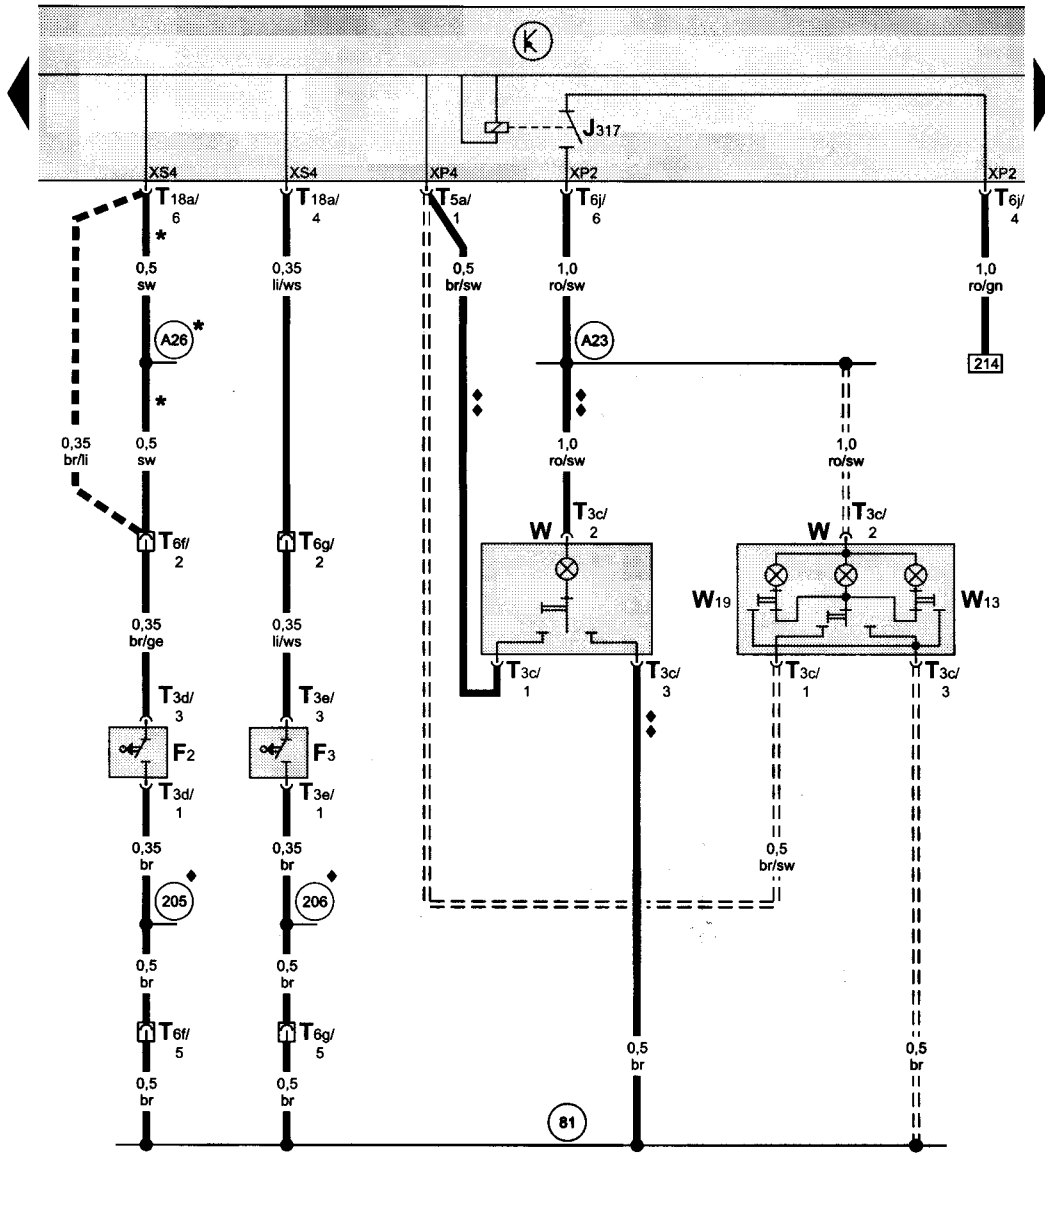 K
J317
XS4
XS4
XP4
XP2
XP2
T18a/
6
T18a/
4
T5a/
1
T6j/
6
T6j/
4
*
0,5
sw
0,35
li/ws
0,5
br/sw
1,0
ro/sw
1,0
ro/gn
A26
*
A23
214
*
0,35
br/li
0,5
sw
1,0
ro/sw
1,0
ro/sw
T3c/
2
T3c/
2
W
W
T6f/
2
T6g/
2
W19
W13
0,35
br/ge
0,35
li/ws
T3c/
1
T3c/
3
T3c/
1
T3c/
3
T3d/
3
T3e/
3
F2
F3
T3d/
1
T3e/
1
0,35
br
0,35
br
0,5
br/sw
205
206
0,5
br
0,5
br
T6f/
5
T6g/
5
0,5
br
0,5
br
0,5
br
0,5
br
81